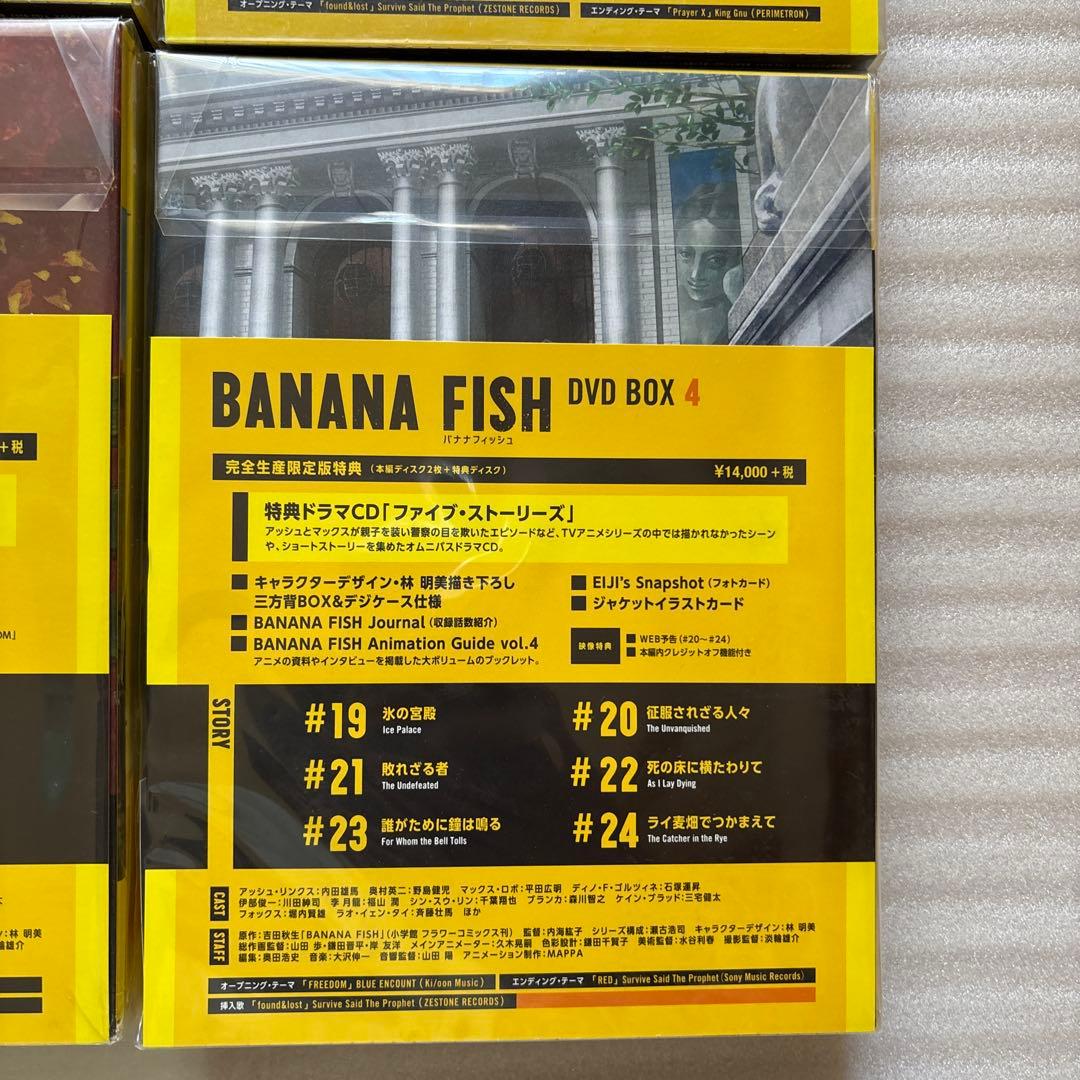 オープニング・テーマ 「found&lost」 Survive Said The Prophet (ZESTONE RECORDS)
エンディング・テーマ 「Prayer X」 King Gnu (PERIMETRON)
+税
OM」
BANANA FISH DVD BOX 4
バナナフィッシュ
完全生産限定版特典 (本編ディスク2枚+特典ディスク)
¥14,000+税
特典ドラマCD「ファイブ・ストーリーズ」
アッシュとマックスが親子を装い警察の目を欺いたエピソードなど、TVアニメシリーズの中では描かれなかったシーン
や、ショートストーリーを集めたオムニバスドラマCD。
■ キャラクターデザイン・林 明美描き下ろし
三方背BOX&デジケース仕様
■ BANANA FISH Journal (収録話数紹介)
■ BANANA FISH Animation Guide vol.4
アニメの資料やインタビューを掲載した大ボリュームのブックレット。
■ EIJI's Snapshot (フォトカード)
■ ジャケットイラストカード
映像特典
■ WEB予告(#20~#24)
■ 本編内クレジットオフ機能付き
STORY
#19 氷の宮殿
Ice Palace
#20 征服されざる人々
The Unvanquished
#21 敗れざる者
The Undefeated
#22 死の床に横たわりて
As I Lay Dying
#23 誰がために鐘は鳴る
For Whom the Bell Tolls
#24 ライ麦畑でつかまえて
The Catcher in the Rye
CAST
アッシュ・リンクス:内田雄馬 奥村英二:野島健児 マックス・ロボ:平田広明 ディノ・F・ゴルツィネ:石塚運昇
伊部俊一:川田紳司 李 月龍:福山 潤 シン・スウ・リン:千葉翔也 ブランカ:森川智之 ケイン・ブラッド:三宅健太
フォックス:堀内賢雄 ラオ・イェン・タイ:斉藤壮馬 ほか
STAFF
原作:吉田秋生「BANANA FISH」(小学館 フラワーコミックス刊) 監督:内海紘子 シリーズ構成:瀬古浩司 キャラクターデザイン:林 明美
総作画監督:山田 歩・鎌田晋平・岸 友洋 メインアニメーター:久木晃嗣 色彩設計:鎌田千賀子 美術監督:水谷利春 撮影監督:淡輪雄介
編集:奥田浩史 音楽:大沢伸一 音響監督:山田 陽 アニメーション制作:MAPPA
オープニング・テーマ 「FREEDOM」 BLUE ENCOUNT (Ki/oon Music)
エンディング・テーマ 「RED」 Survive Said The Prophet (Sony Music Records)
挿入歌 「found&lost」 Survive Said The Prophet (ZESTONE RECORDS)
太
ン:林 明美
輪雄介